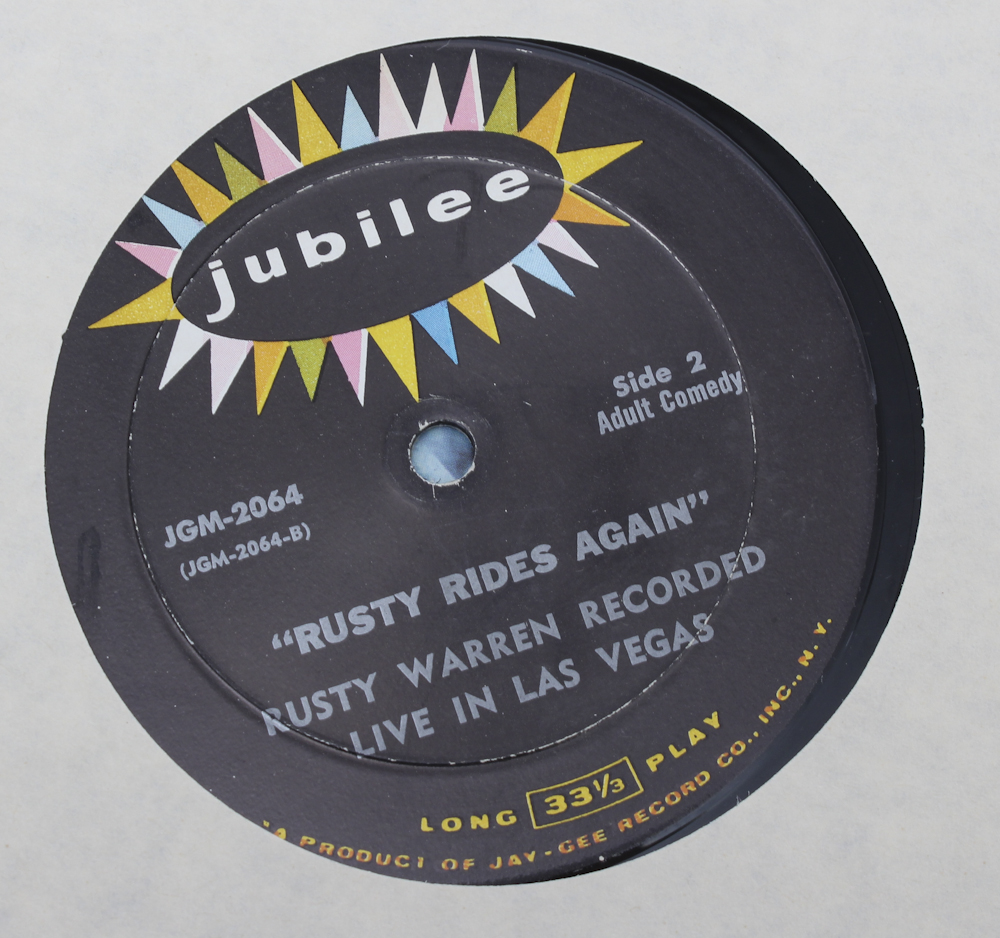 jubilee
Side 2
Adult Comedy
JGM-2064
(JGM-2064-B)
“RUSTY RIDES AGAIN”
RUSTY WARREN RECORDED
LIVE IN LAS VEGAS
LONG 33⅓ PLAY
"A PRODUCT OF JAY-GEE RECORD CO., INC., N.Y.